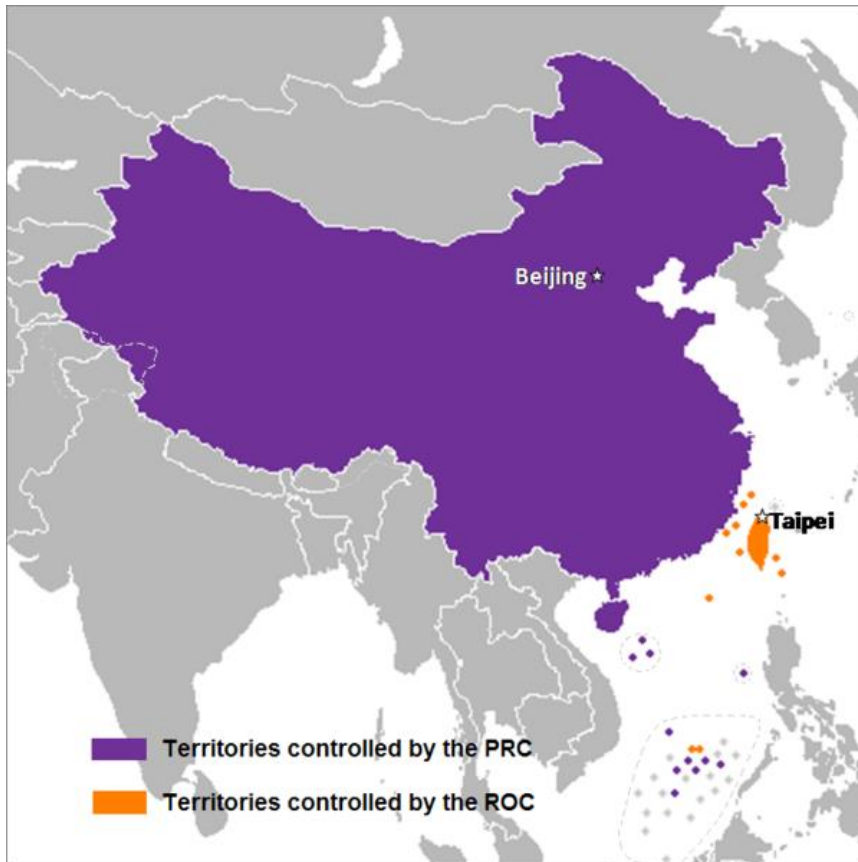 Beijing
Taipei
Territories controlled by the PRC
Territories controlled by the ROC